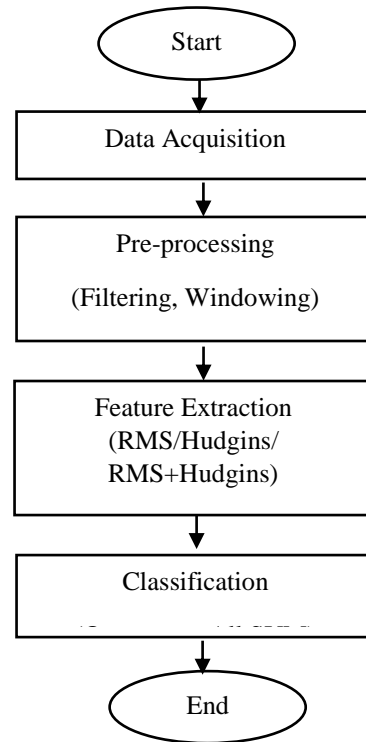 Start
Data Acquisition
Pre-processing
(Filtering, Windowing)
Feature Extraction
(RMS/Hudgins/
RMS+Hudgins)
Classification
End